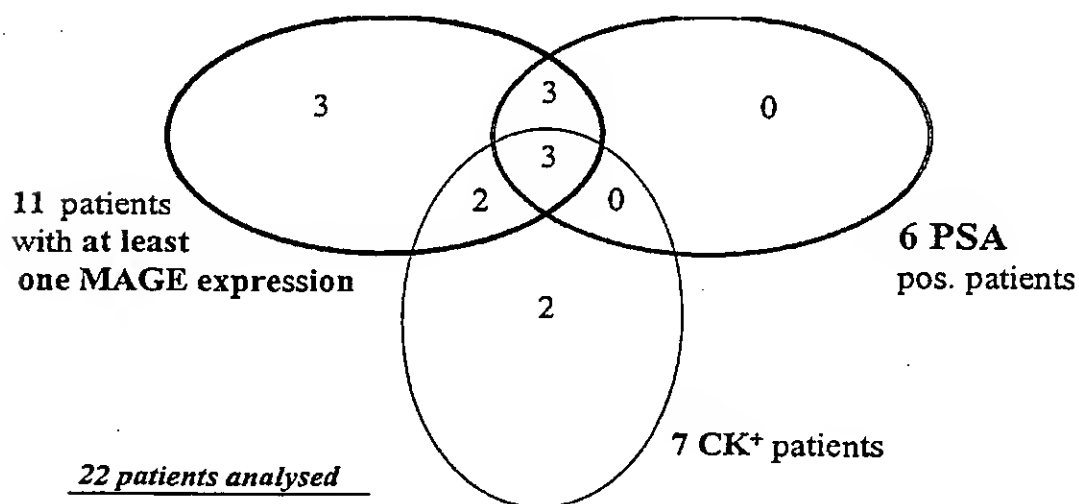 3
3
0
3
2
0
11 patients
with at least
one MAGE expression
6 PSA
pos. patients
2
7 CK⁺ patients
22 patients analysed